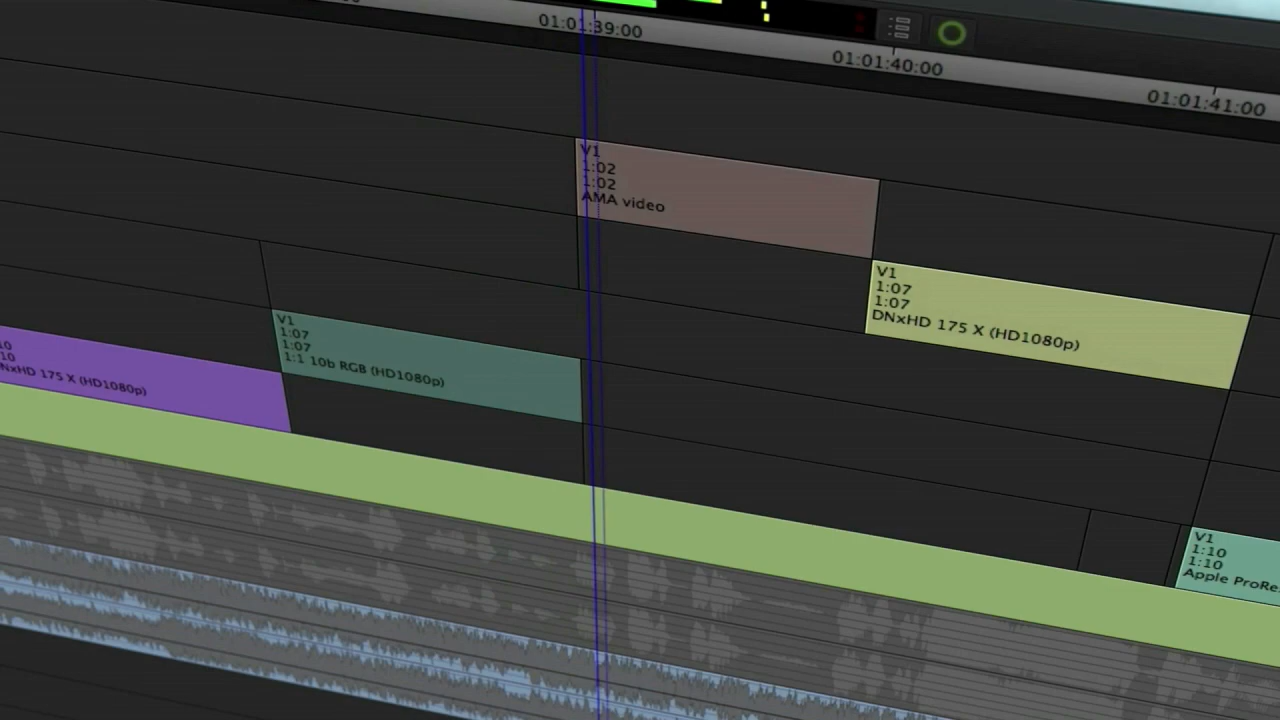 01:01:39:00
01:01:40:00
01:01:41:00
V1
1:02
1:02
AMA video
V1
1:07
1:07
DNxHD 175 X (HD1080p)
V1
1:07
1:07
1:1 10b RGB (HD1080p)
10
10
NxHD 175 X (HD1080p)
V1
1:10
1:10
Apple ProRe